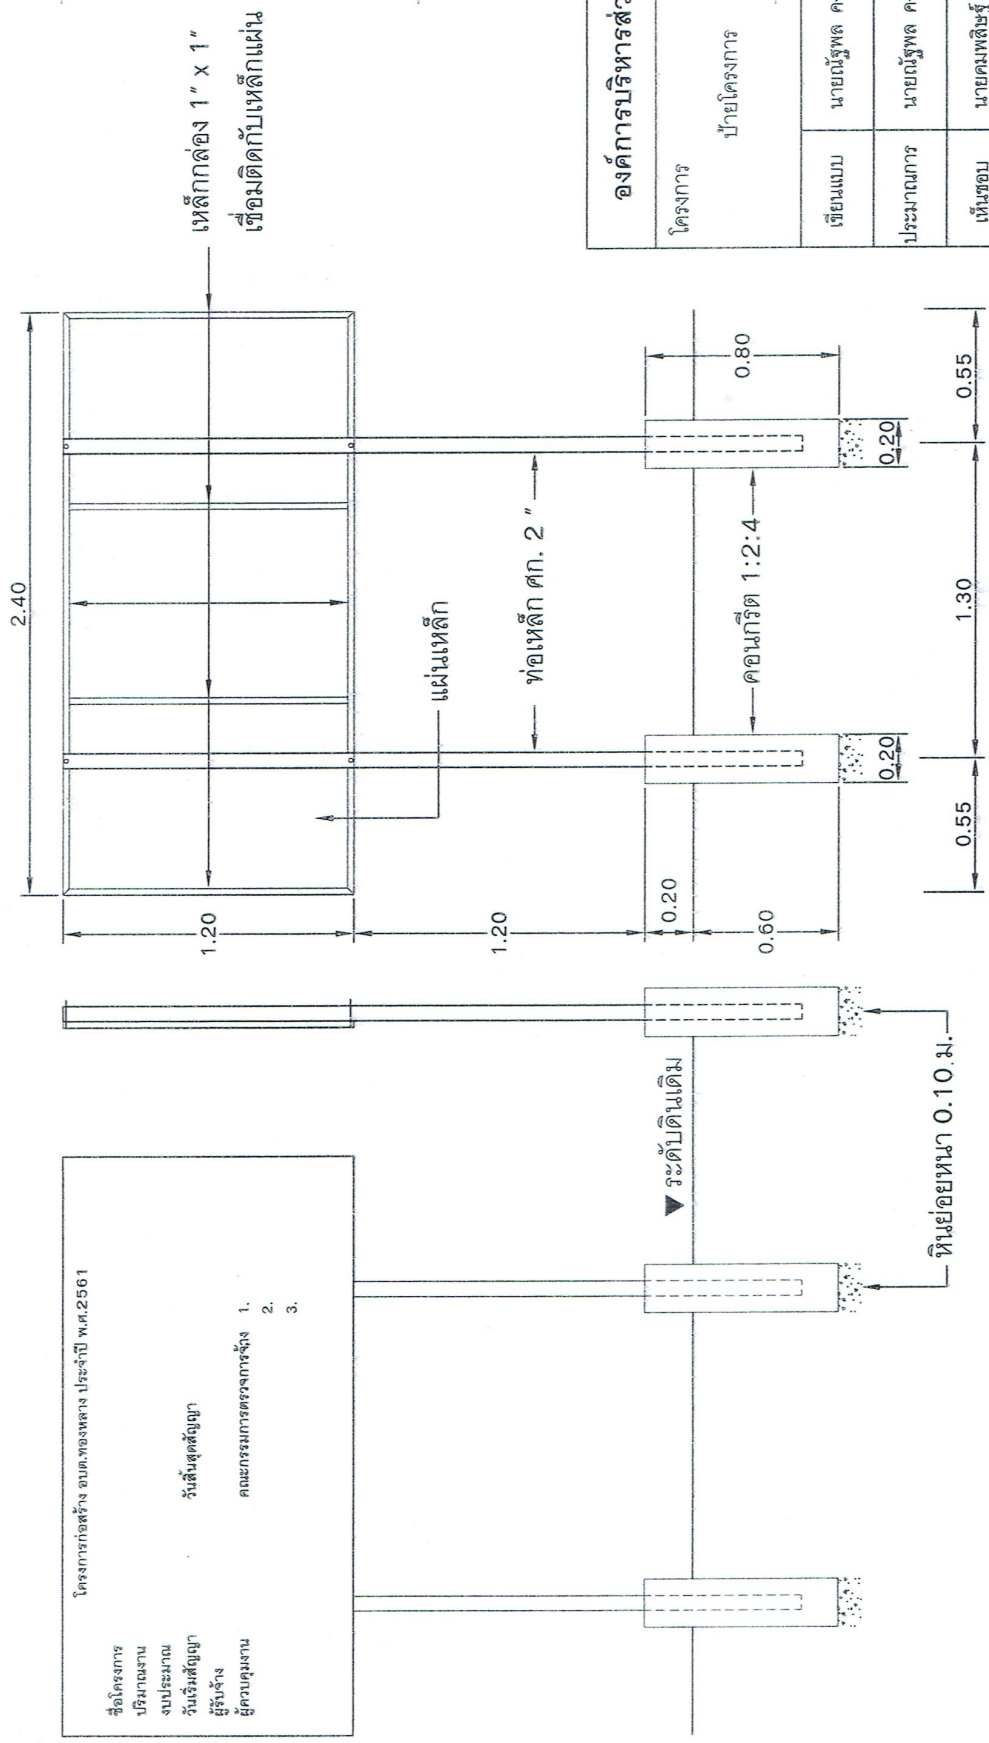 โครงการก่อสร้าง อบต.ทองหลาง ประจำปี พ.ศ.2561
ชื่อโครงการ
ปริมาณงาน
งบประมาณ
วันเริ่มสัญญา วันสิ้นสุดสัญญา
ผู้รับจ้าง
ผู้ควบคุมงาน คณะกรรมการตรวจการจ้าง 1.
2.
3.
▼ ระดับดินเดิม
หินย่อยหนา 0.10 ม.
2.40
1.20
1.20
0.20
0.60
เหล็กกล่อง 1" x 1"
เชื่อมติดกับเหล็กแผ่น
แผ่นเหล็ก
ท่อเหล็ก ศก. 2 "
คอนกรีต 1:2:4
0.80
0.20
0.20
0.55
1.30
0.55
องค์การบริหารส่ว
โครงการ
ป้ายโครงการ
เขียนแบบ นายณัฐพล
ประมาณการ นายณัฐพล
เห็นชอบ นายคมพลิษฐ์